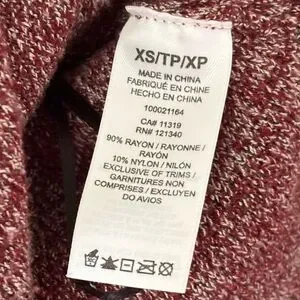 XS/TP/XP
MADE IN CHINA
FABRIQUÉ EN CHINE
HECHO EN CHINA
100021164
CA# 11319
RN# 121340
90% RAYON / RAYONNE /
RAYÓN
10% NYLON / NILÓN
EXCLUSIVE OF TRIMS /
GARNITURES NON
COMPRISES / EXCLUYEN
DO AVIOS